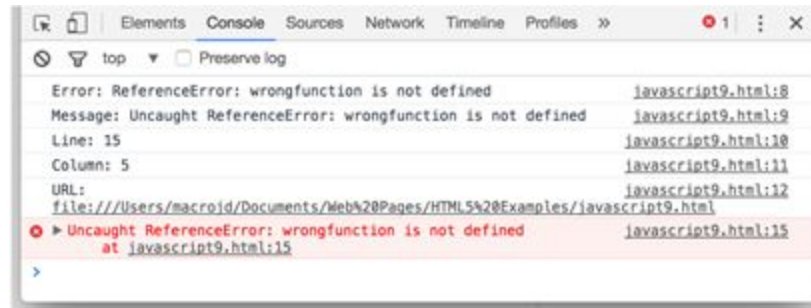 Elements Console Sources Network Timeline Profiles » 1
top Preserve log
Error: ReferenceError: wrongfunction is not defined javascript9.html:8
Message: Uncaught ReferenceError: wrongfunction is not defined javascript9.html:9
Line: 15 javascript9.html:10
Column: 5 javascript9.html:11
URL: javascript9.html:12
file:///Users/macrojd/Documents/Web%20Pages/HTML5%20Examples/javascript9.html
Uncaught ReferenceError: wrongfunction is not defined javascript9.html:15
at javascript9.html:15